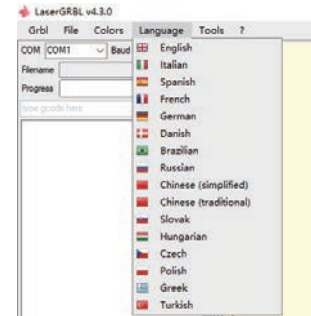 LaserGRBL v4.3.0
Grbl File Colors Language Tools ?
COM COM1 Baud
Filename
Progress
type gcode here
English
Italian
Spanish
French
German
Danish
Brazilian
Russian
Chinese (simplified)
Chinese (traditional)
Slovak
Hungarian
Czech
Polish
Greek
Turkish